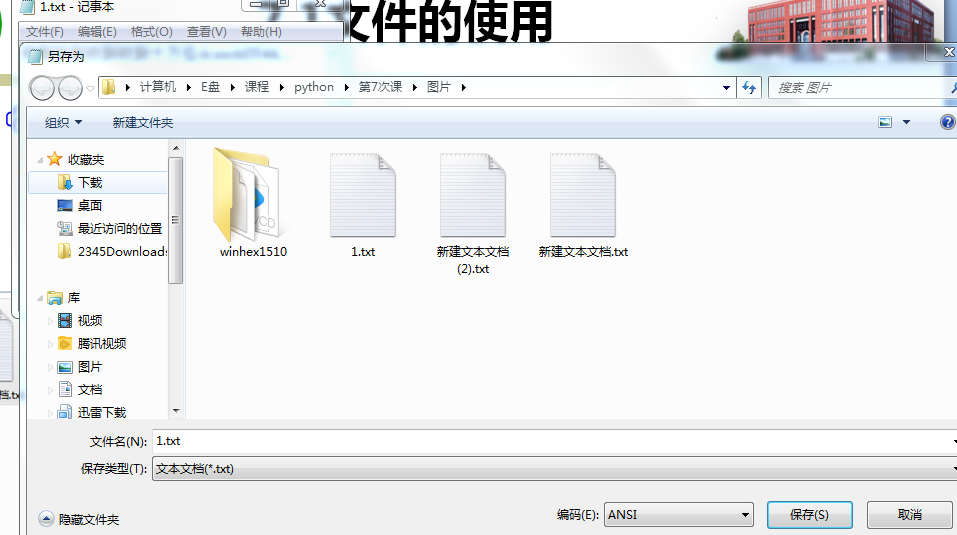 1.txt - 记事本
文件的使用
文件(F) 编辑(E) 格式(O) 查看(V) 帮助(H)
另存为
计算机 E盘 课程 python 第7次课 图片
搜索 图片
组织 新建文件夹
收藏夹
下载
桌面
最近访问的位置
2345Downloads
库
视频
腾讯视频
图片
文档
迅雷下载
winhex1510
1.txt
新建文本文档
(2).txt
新建文本文档.txt
档.tx
文件名(N): 1.txt
保存类型(T): 文本文档(*.txt)
隐藏文件夹
编码(E): ANSI
保存(S)
取消